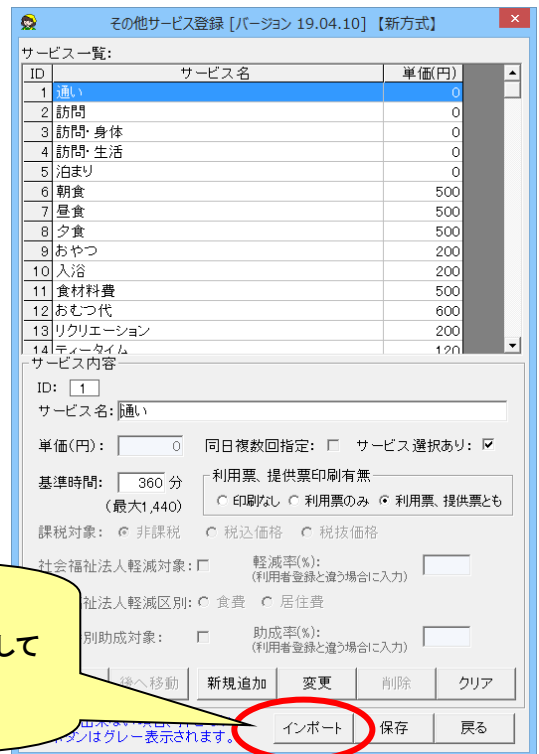 その他サービス登録 [バージョン 19.04.10] 【新方式】
サービス一覧:
ID サービス名 単価(円)
1 通い 0
2 訪問 0
3 訪問・身体 0
4 訪問・生活 0
5 泊まり 0
6 朝食 500
7 昼食 500
8 夕食 500
9 おやつ 200
10 入浴 200
11 食材料費 500
12 おむつ代 600
13 リクリエーション 200
14 ティータイム 120
サービス内容
ID: 1
サービス名: 通い
単価(円): 0 同日複数回指定: サービス選択あり:
基準時間: 360 分
(最大1,440)
利用票、提供票印刷有無
印刷なし 利用票のみ 利用票、提供票とも
課税対象: 非課税 税込価格 税抜価格
社会福祉法人軽減対象: 軽減率(%):
(利用者登録と違う場合に入力)
祉法人軽減区別: 食費 居住費
別助成対象: 助成率(%):
(利用者登録と違う場合に入力)
して
後へ移動 新規追加 変更 削除 クリア
タンはグレー表示されます。
インポート 保存 戻る